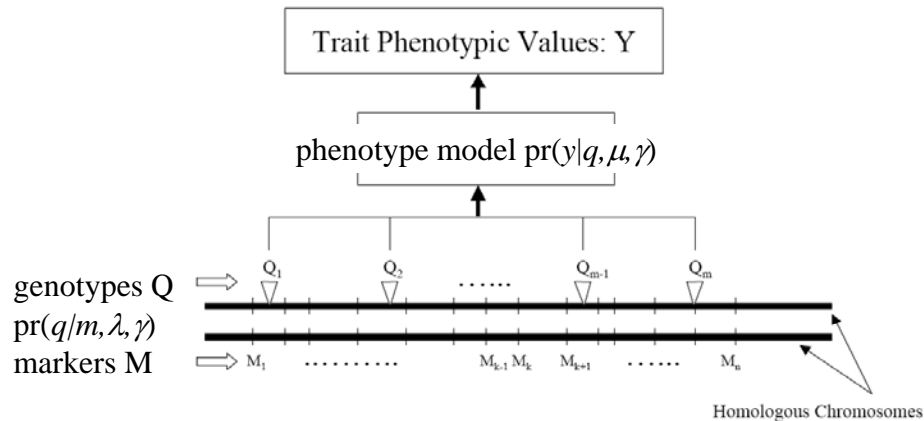 Trait Phenotypic Values: Y
phenotype model pr(y|q,μ,γ)
Q1 Q2 ...... Qm-1 Qm
genotypes Q
pr(q/m,λ,γ)
markers M
M1 .......... Mk-1 Mk Mk+1 ...... Mn
Homologous Chromosomes